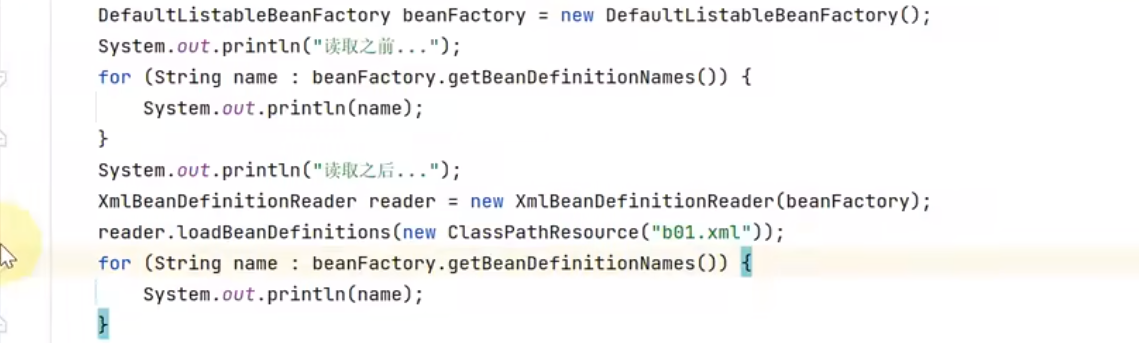 DefaultListableBeanFactory beanFactory = new DefaultListableBeanFactory();
System.out.println("读取之前...");
for (String name : beanFactory.getBeanDefinitionNames()) {
    System.out.println(name);
}
System.out.println("读取之后...");
XmlBeanDefinitionReader reader = new XmlBeanDefinitionReader(beanFactory);
reader.loadBeanDefinitions(new ClassPathResource("b01.xml"));
for (String name : beanFactory.getBeanDefinitionNames()) {
    System.out.println(name);
}